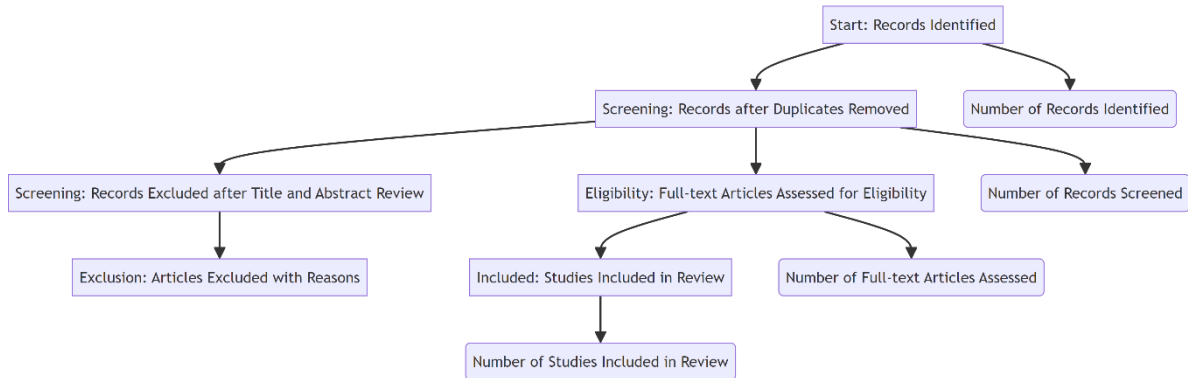 Start: Records Identified
Screening: Records after Duplicates Removed
Number of Records Identified
Screening: Records Excluded after Title and Abstract Review
Eligibility: Full-text Articles Assessed for Eligibility
Number of Records Screened
Exclusion: Articles Excluded with Reasons
Included: Studies Included in Review
Number of Full-text Articles Assessed
Number of Studies Included in Review